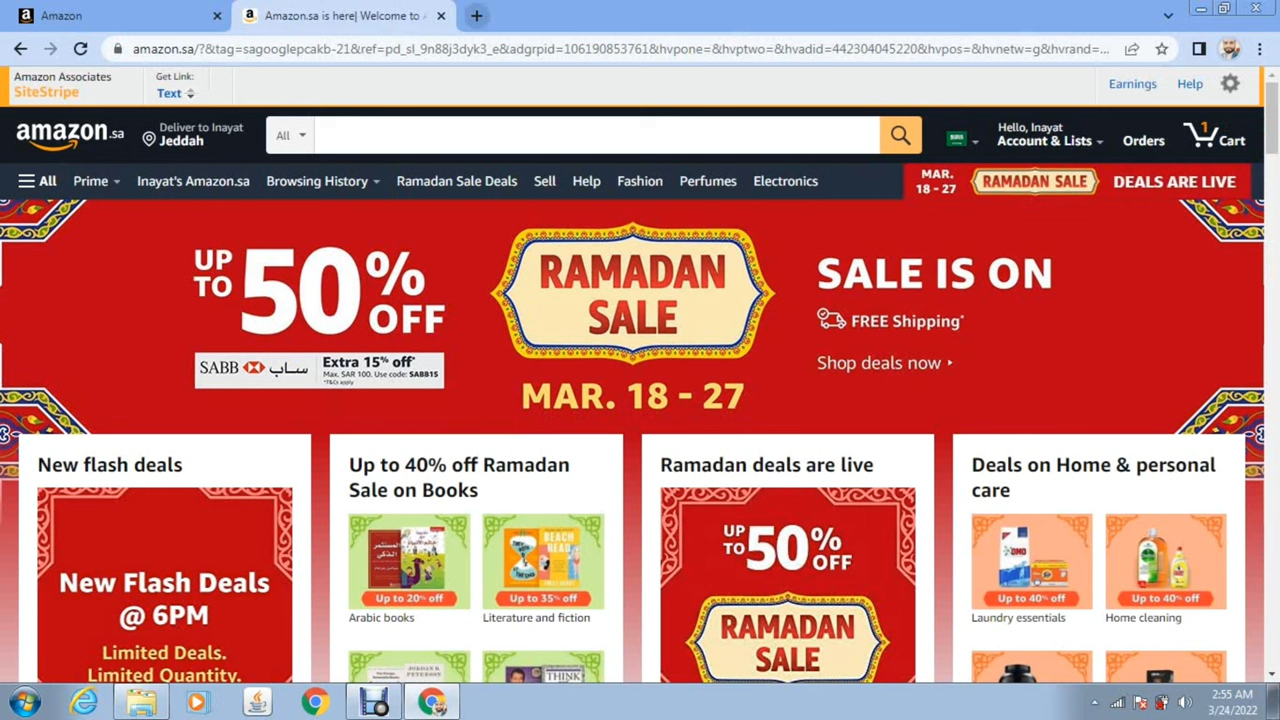 Amazon
Amazon.sa is here| Welcome to
amazon.sa/?&tag=sagooglepcakb-21&ref=pd_sl_9n88j3dyk3_e&adgrpid=106190853761&hvpone=&hvptwo=&hvadid=442304045220&hvpos=&hvnetw=g&hvrand=...
Amazon Associates
SiteStripe
Get Link:
Text
Earnings
Help
amazon.sa
Deliver to Inayat
Jeddah
All
Hello, Inayat
Account & Lists
Orders
1
Cart
All
Prime
Inayat's Amazon.sa
Browsing History
Ramadan Sale Deals
Sell
Help
Fashion
Perfumes
Electronics
MAR.
18 - 27
RAMADAN SALE
DEALS ARE LIVE
UP
TO
50%
OFF
SABB ساب
Extra 15% off*
Max. SAR 100. Use code: SABB15
*T&Cs apply
RAMADAN
SALE
MAR. 18 - 27
SALE IS ON
FREE Shipping*
Shop deals now
New flash deals
New Flash Deals
@ 6PM
Limited Deals.
Limited Quantity.
Up to 40% off Ramadan
Sale on Books
Up to 20% off
Arabic books
BEACH
READ
Up to 35% off
Literature and fiction
JORDAN B.
PETERSON
THINK
Ramadan deals are live
UP
TO
50%
OFF
RAMADAN
SALE
Deals on Home & personal
care
OMO
Up to 40% off
Laundry essentials
Up to 40% off
Home cleaning
2:55 AM
3/24/2022